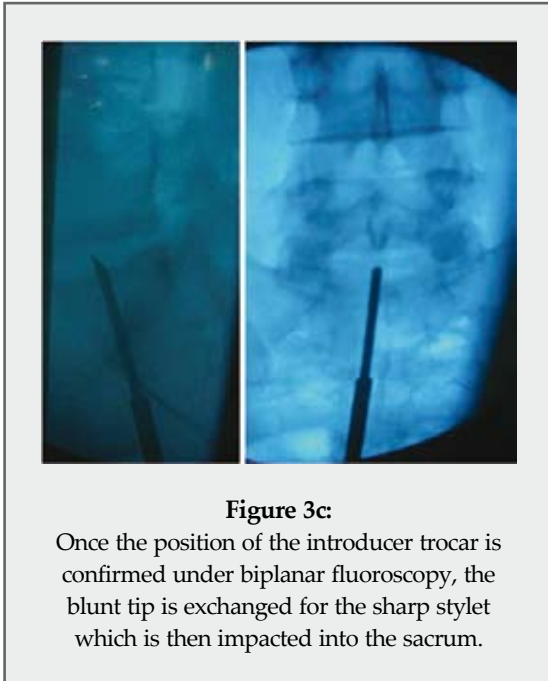 Figure 3c:
Once the position of the introducer trocar is
confirmed under biplanar fluoroscopy, the
blunt tip is exchanged for the sharp stylet
which is then impacted into the sacrum.